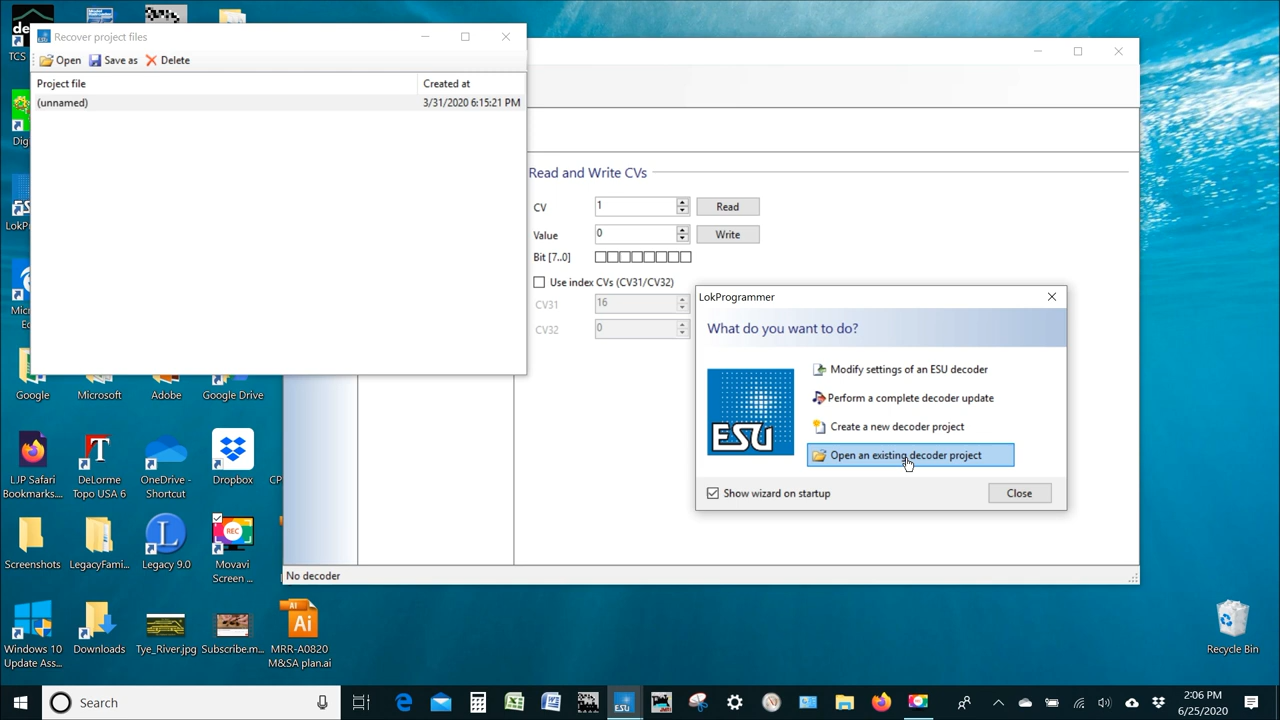 TCS
Recover project files
Open
Save as
Delete
Project file
Created at
(unnamed)
3/31/2020 6:15:21 PM
Read and Write CVs
CV
1
Read
Value
0
Write
Bit [7..0]
Use index CVs (CV31/CV32)
CV31
16
CV32
0
LokProgrammer
What do you want to do?
ESU
Modify settings of an ESU decoder
Perform a complete decoder update
Create a new decoder project
Open an existing decoder project
Show wizard on startup
Close
No decoder
Google
Microsoft
Adobe
Google Drive
LJP Safari
Bookmarks....
DeLorme
Topo USA 6
OneDrive -
Shortcut
Dropbox
Screenshots
LegacyFami...
Legacy 9.0
REC
Movavi
Screen ...
Windows 10
Update Ass...
Downloads
Tye_River.jpg
Subscribe.m...
Ai
MRR-A0820
M&SA plan.ai
Recycle Bin
Search
ESU
2:06 PM
6/25/2020